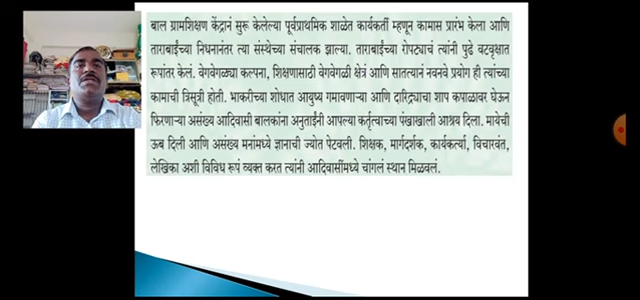 बाल ग्रामशिक्षण केंद्रानं सुरू केलेल्या पूर्वप्राथमिक शाळेत कार्यकर्ती म्हणून कामास प्रारंभ केला आणि
ताराबाईंच्या निधनानंतर त्या संस्थेच्या संचालक झाल्या. ताराबाईंच्या रोपट्याचं त्यांनी पुढे वटवृक्षात
रूपांतर केलं. वेगवेगळ्या कल्पना, शिक्षणासाठी वेगवेगळी क्षेत्रं आणि सातत्यानं नवनवे प्रयोग ही त्यांच्या
कामाची त्रिसूत्री होती. भाकरीच्या शोधात आयुष्य गमावणाऱ्या आणि दारिद्र्याचा शाप कपाळावर घेऊन
फिरणाऱ्या असंख्य आदिवासी बालकांना अनुताईंनी आपल्या कर्तृत्वाच्या पंखाखाली आश्रय दिला. मायेची
ऊब दिली आणि असंख्य मनांमध्ये ज्ञानाची ज्योत पेटवली. शिक्षक, मार्गदर्शक, कार्यकर्त्या, विचारवंत,
लेखिका अशी विविध रूपं व्यक्त करत त्यांनी आदिवासींमध्ये चांगलं स्थान मिळवलं.